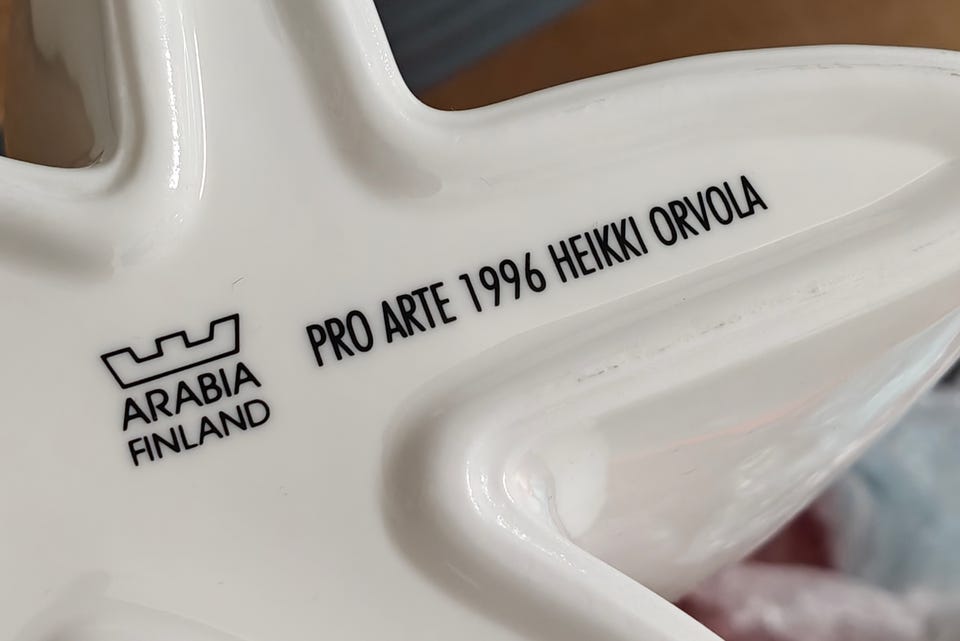 PRO ARTE 1996 HEIKKI ORVOLA
ARABIA
FINLAND